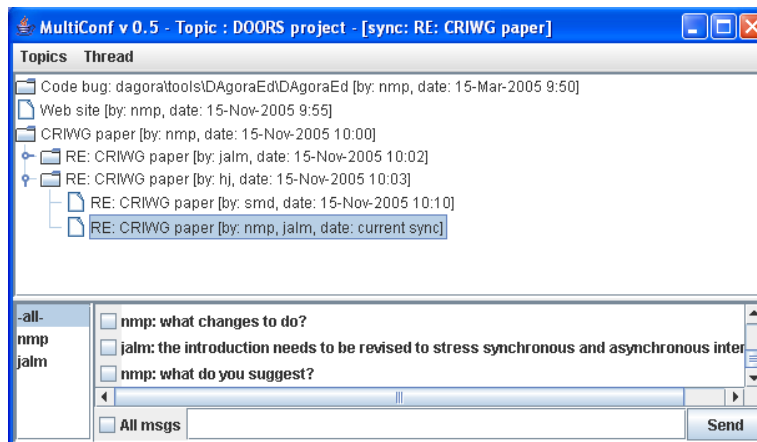 MultiConf v 0.5 - Topic : DOORS project - [sync: RE: CRIWG paper]
Topics Thread
Code bug: dagora\tools\DAgoraEd\DAgoraEd [by: nmp, date: 15-Mar-2005 9:50]
Web site [by: nmp, date: 15-Nov-2005 9:55]
CRIWG paper [by: nmp, date: 15-Nov-2005 10:00]
RE: CRIWG paper [by: jalm, date: 15-Nov-2005 10:02]
RE: CRIWG paper [by: hj, date: 15-Nov-2005 10:03]
RE: CRIWG paper [by: smd, date: 15-Nov-2005 10:10]
RE: CRIWG paper [by: nmp, jalm, date: current sync]
-all-
nmp
jalm
nmp: what changes to do?
jalm: the introduction needs to be revised to stress synchronous and asynchronous inter
nmp: what do you suggest?
All msgs
Send